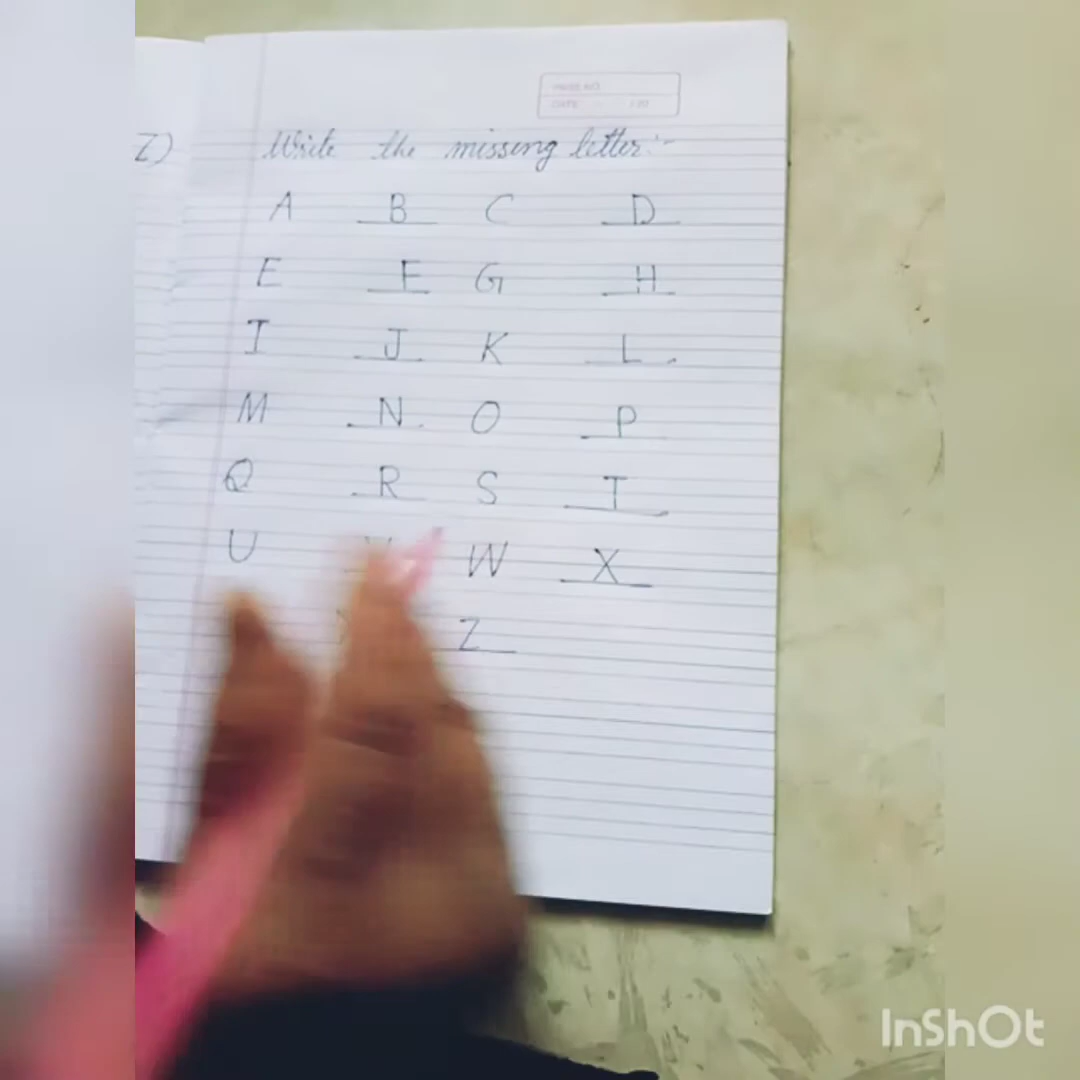 I) Write the missing letter:-
A B C D
E F G H
I J K L
M N O P
Q R S T
U W X
Z
InShOt